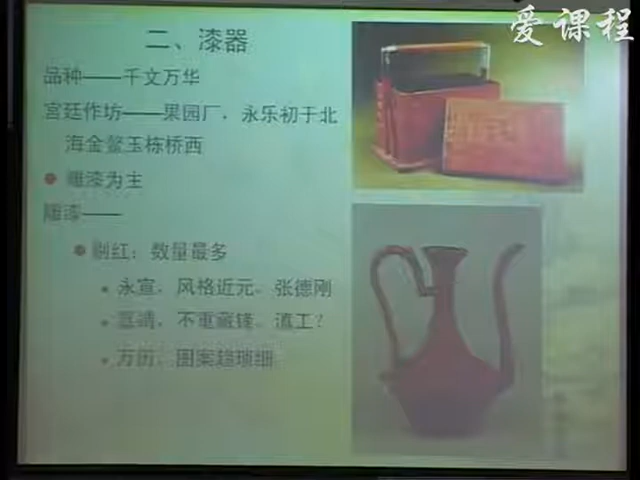 爱课程
二、漆器
品种——千文万华
宫廷作坊——果园厂，永乐初于北
海金鳌玉栋桥西
雕漆为主
雕漆——
剔红：数量最多
永宣，风格近元。张德刚
嘉靖，不重藏锋。滇工？
万历，图案趋琐细